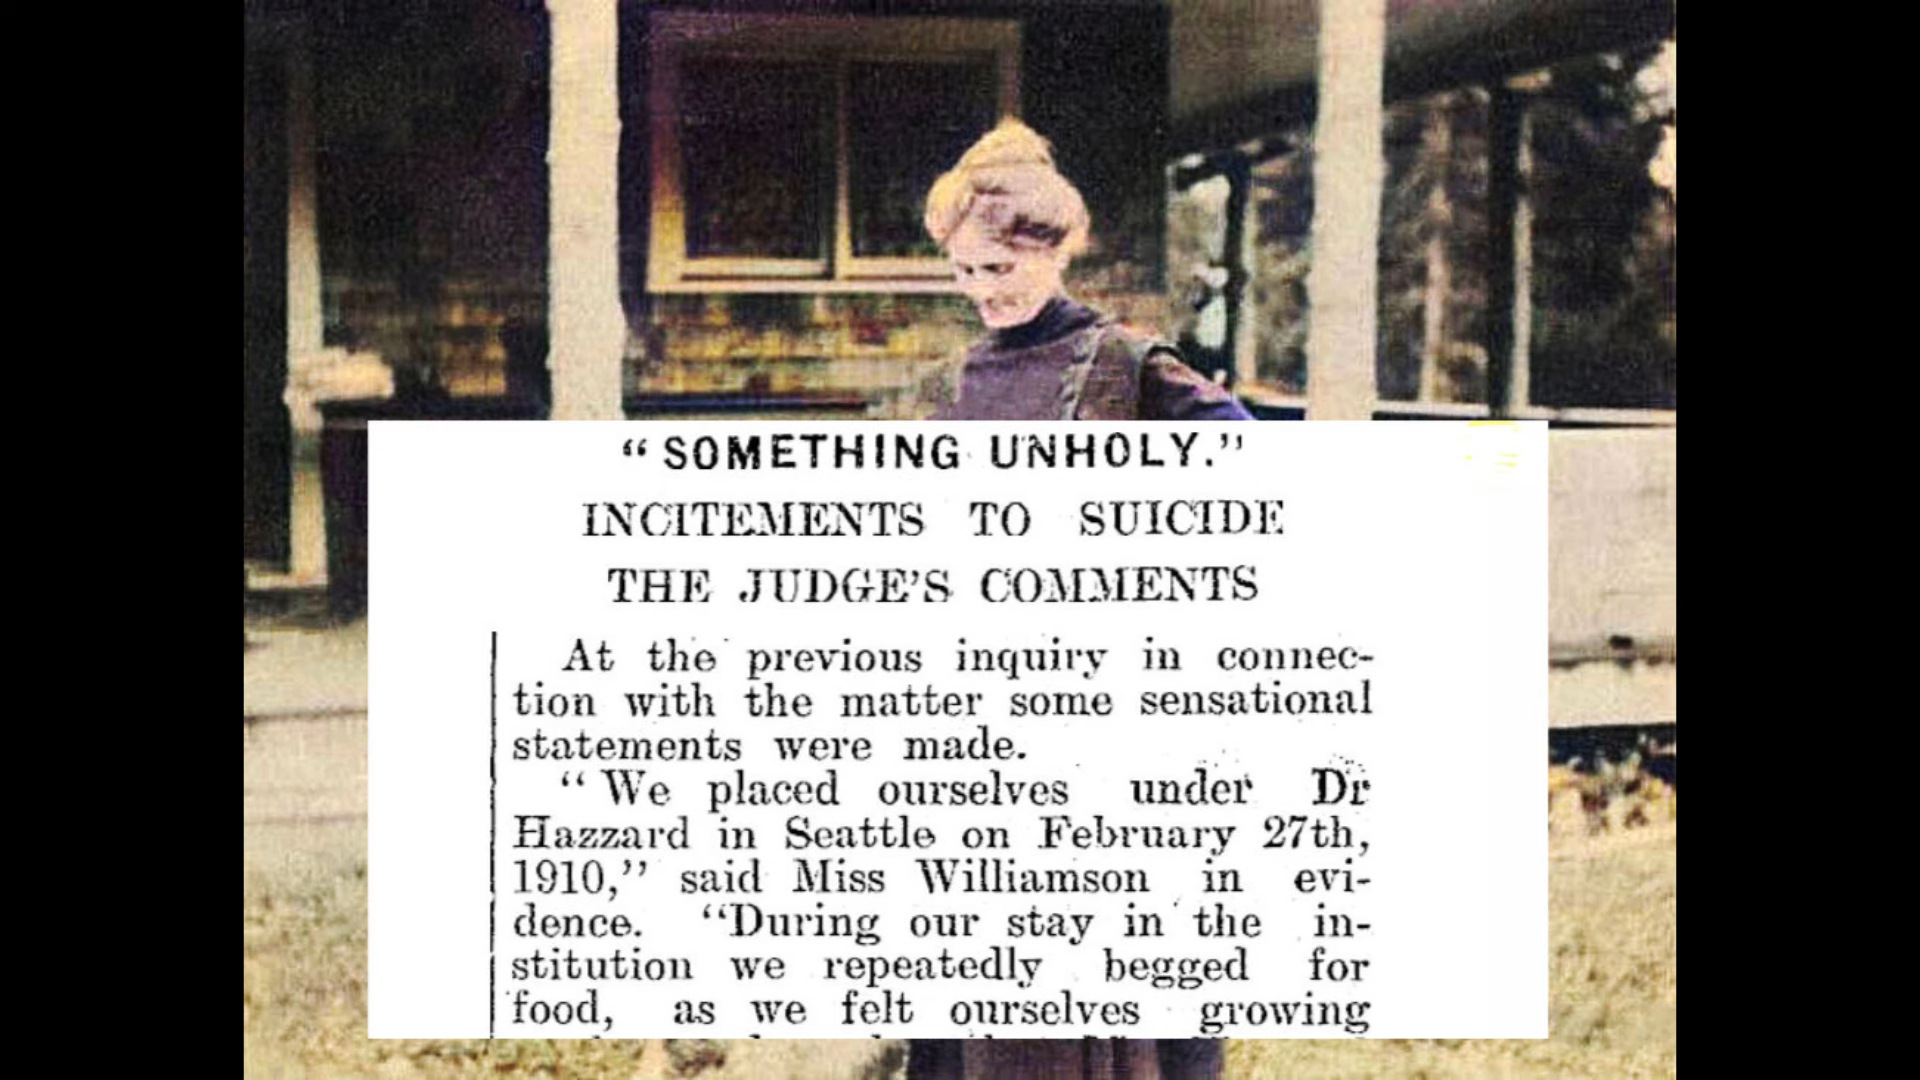 “SOMETHING UNHOLY.”
INCITEMENTS TO SUICIDE
THE JUDGE’S COMMENTS
At the previous inquiry in connec-
tion with the matter some sensational
statements were made.
“We placed ourselves under Dr
Hazzard in Seattle on February 27th,
1910,” said Miss Williamson in evi-
dence. “During our stay in the in-
stitution we repeatedly begged for
food, as we felt ourselves growing